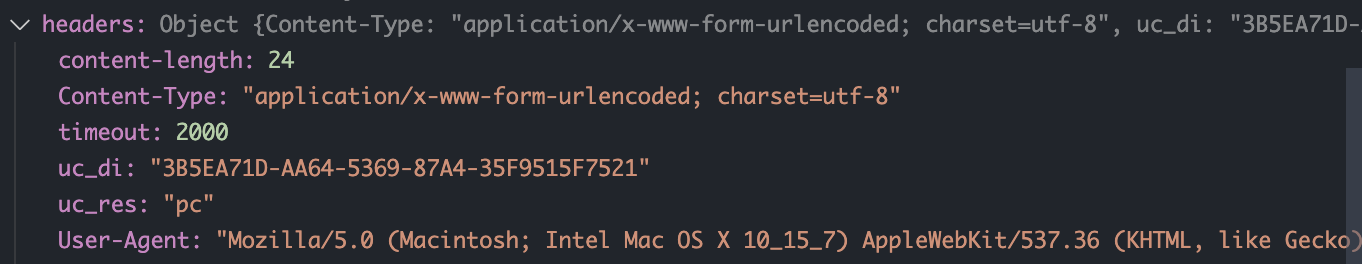 headers: Object {Content-Type: "application/x-www-form-urlencoded; charset=utf-8", uc_di: "3B5EA71D-
content-length: 24
Content-Type: "application/x-www-form-urlencoded; charset=utf-8"
timeout: 2000
uc_di: "3B5EA71D-AA64-5369-87A4-35F9515F7521"
uc_res: "pc"
User-Agent: "Mozilla/5.0 (Macintosh; Intel Mac OS X 10_15_7) AppleWebKit/537.36 (KHTML, like Gecko)